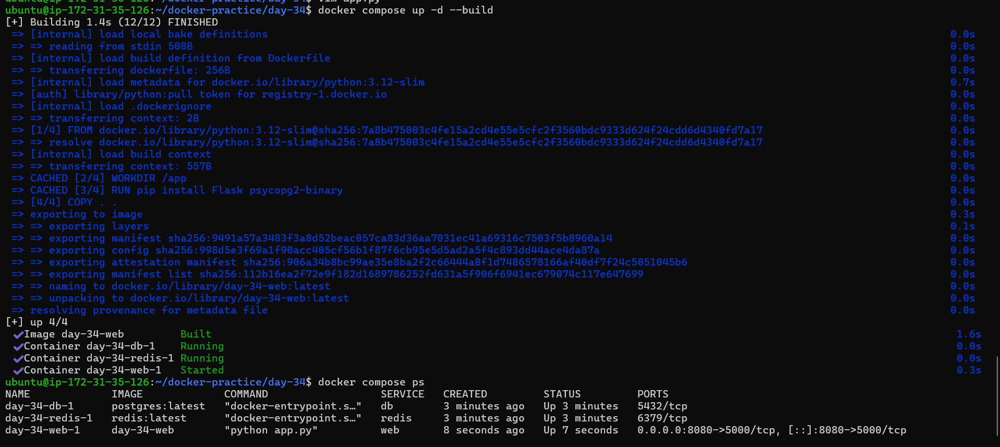 ubuntu@ip-172-31-35-126:~/docker-practice/day-34$ vim app.py
ubuntu@ip-172-31-35-126:~/docker-practice/day-34$ docker compose up -d --build
[+] Building 1.4s (12/12) FINISHED
=> [internal] load local bake definitions 0.0s
=> => reading from stdin 508B 0.0s
=> [internal] load build definition from Dockerfile 0.0s
=> => transferring dockerfile: 256B 0.0s
=> [internal] load metadata for docker.io/library/python:3.12-slim 0.7s
=> [auth] library/python:pull token for registry-1.docker.io 0.0s
=> [internal] load .dockerignore 0.0s
=> => transferring context: 2B 0.0s
=> [1/4] FROM docker.io/library/python:3.12-slim@sha256:7a8b475003c4fe15a2cd4e55e5cfc2f3560bdc9333d624f24cdd6d4340fd7a17 0.0s
=> => resolve docker.io/library/python:3.12-slim@sha256:7a8b475003c4fe15a2cd4e55e5cfc2f3560bdc9333d624f24cdd6d4340fd7a17 0.0s
=> [internal] load build context 0.0s
=> => transferring context: 557B 0.0s
=> CACHED [2/4] WORKDIR /app 0.0s
=> CACHED [3/4] RUN pip install Flask psycopg2-binary 0.0s
=> [4/4] COPY . . 0.0s
=> exporting to image 0.3s
=> => exporting layers 0.1s
=> => exporting manifest sha256:9491a57a3483f3a8d52beac057ca83d36aa7031ec41a69316c7503f5b8960a14 0.0s
=> => exporting config sha256:998d5e3f69a1f90acc405cf56b1f87f6cb95e5d5ad2a5f4c893dd44ace4da87a 0.0s
=> => exporting attestation manifest sha256:906a34b8bc99ae35e8ba2f2c66444a8f1d7486578166af40df7f24c5051045b6 0.0s
=> => exporting manifest list sha256:112b16ea2f72e9f182d1689786252fd631a5f906f6941ec679074c117e647699 0.0s
=> => naming to docker.io/library/day-34-web:latest 0.0s
=> => unpacking to docker.io/library/day-34-web:latest 0.0s
=> resolving provenance for metadata file 0.0s
[+] up 4/4
✔Image day-34-web Built 1.6s
✔Container day-34-db-1 Running 0.0s
✔Container day-34-redis-1 Running 0.0s
✔Container day-34-web-1 Started 0.3s
ubuntu@ip-172-31-35-126:~/docker-practice/day-34$ docker compose ps
NAME IMAGE COMMAND SERVICE CREATED STATUS PORTS
day-34-db-1 postgres:latest "docker-entrypoint.s…" db 3 minutes ago Up 3 minutes 5432/tcp
day-34-redis-1 redis:latest "docker-entrypoint.s…" redis 3 minutes ago Up 3 minutes 6379/tcp
day-34-web-1 day-34-web "python app.py" web 8 seconds ago Up 7 seconds 0.0.0.0:8080->5000/tcp, [::]:8080->5000/tcp